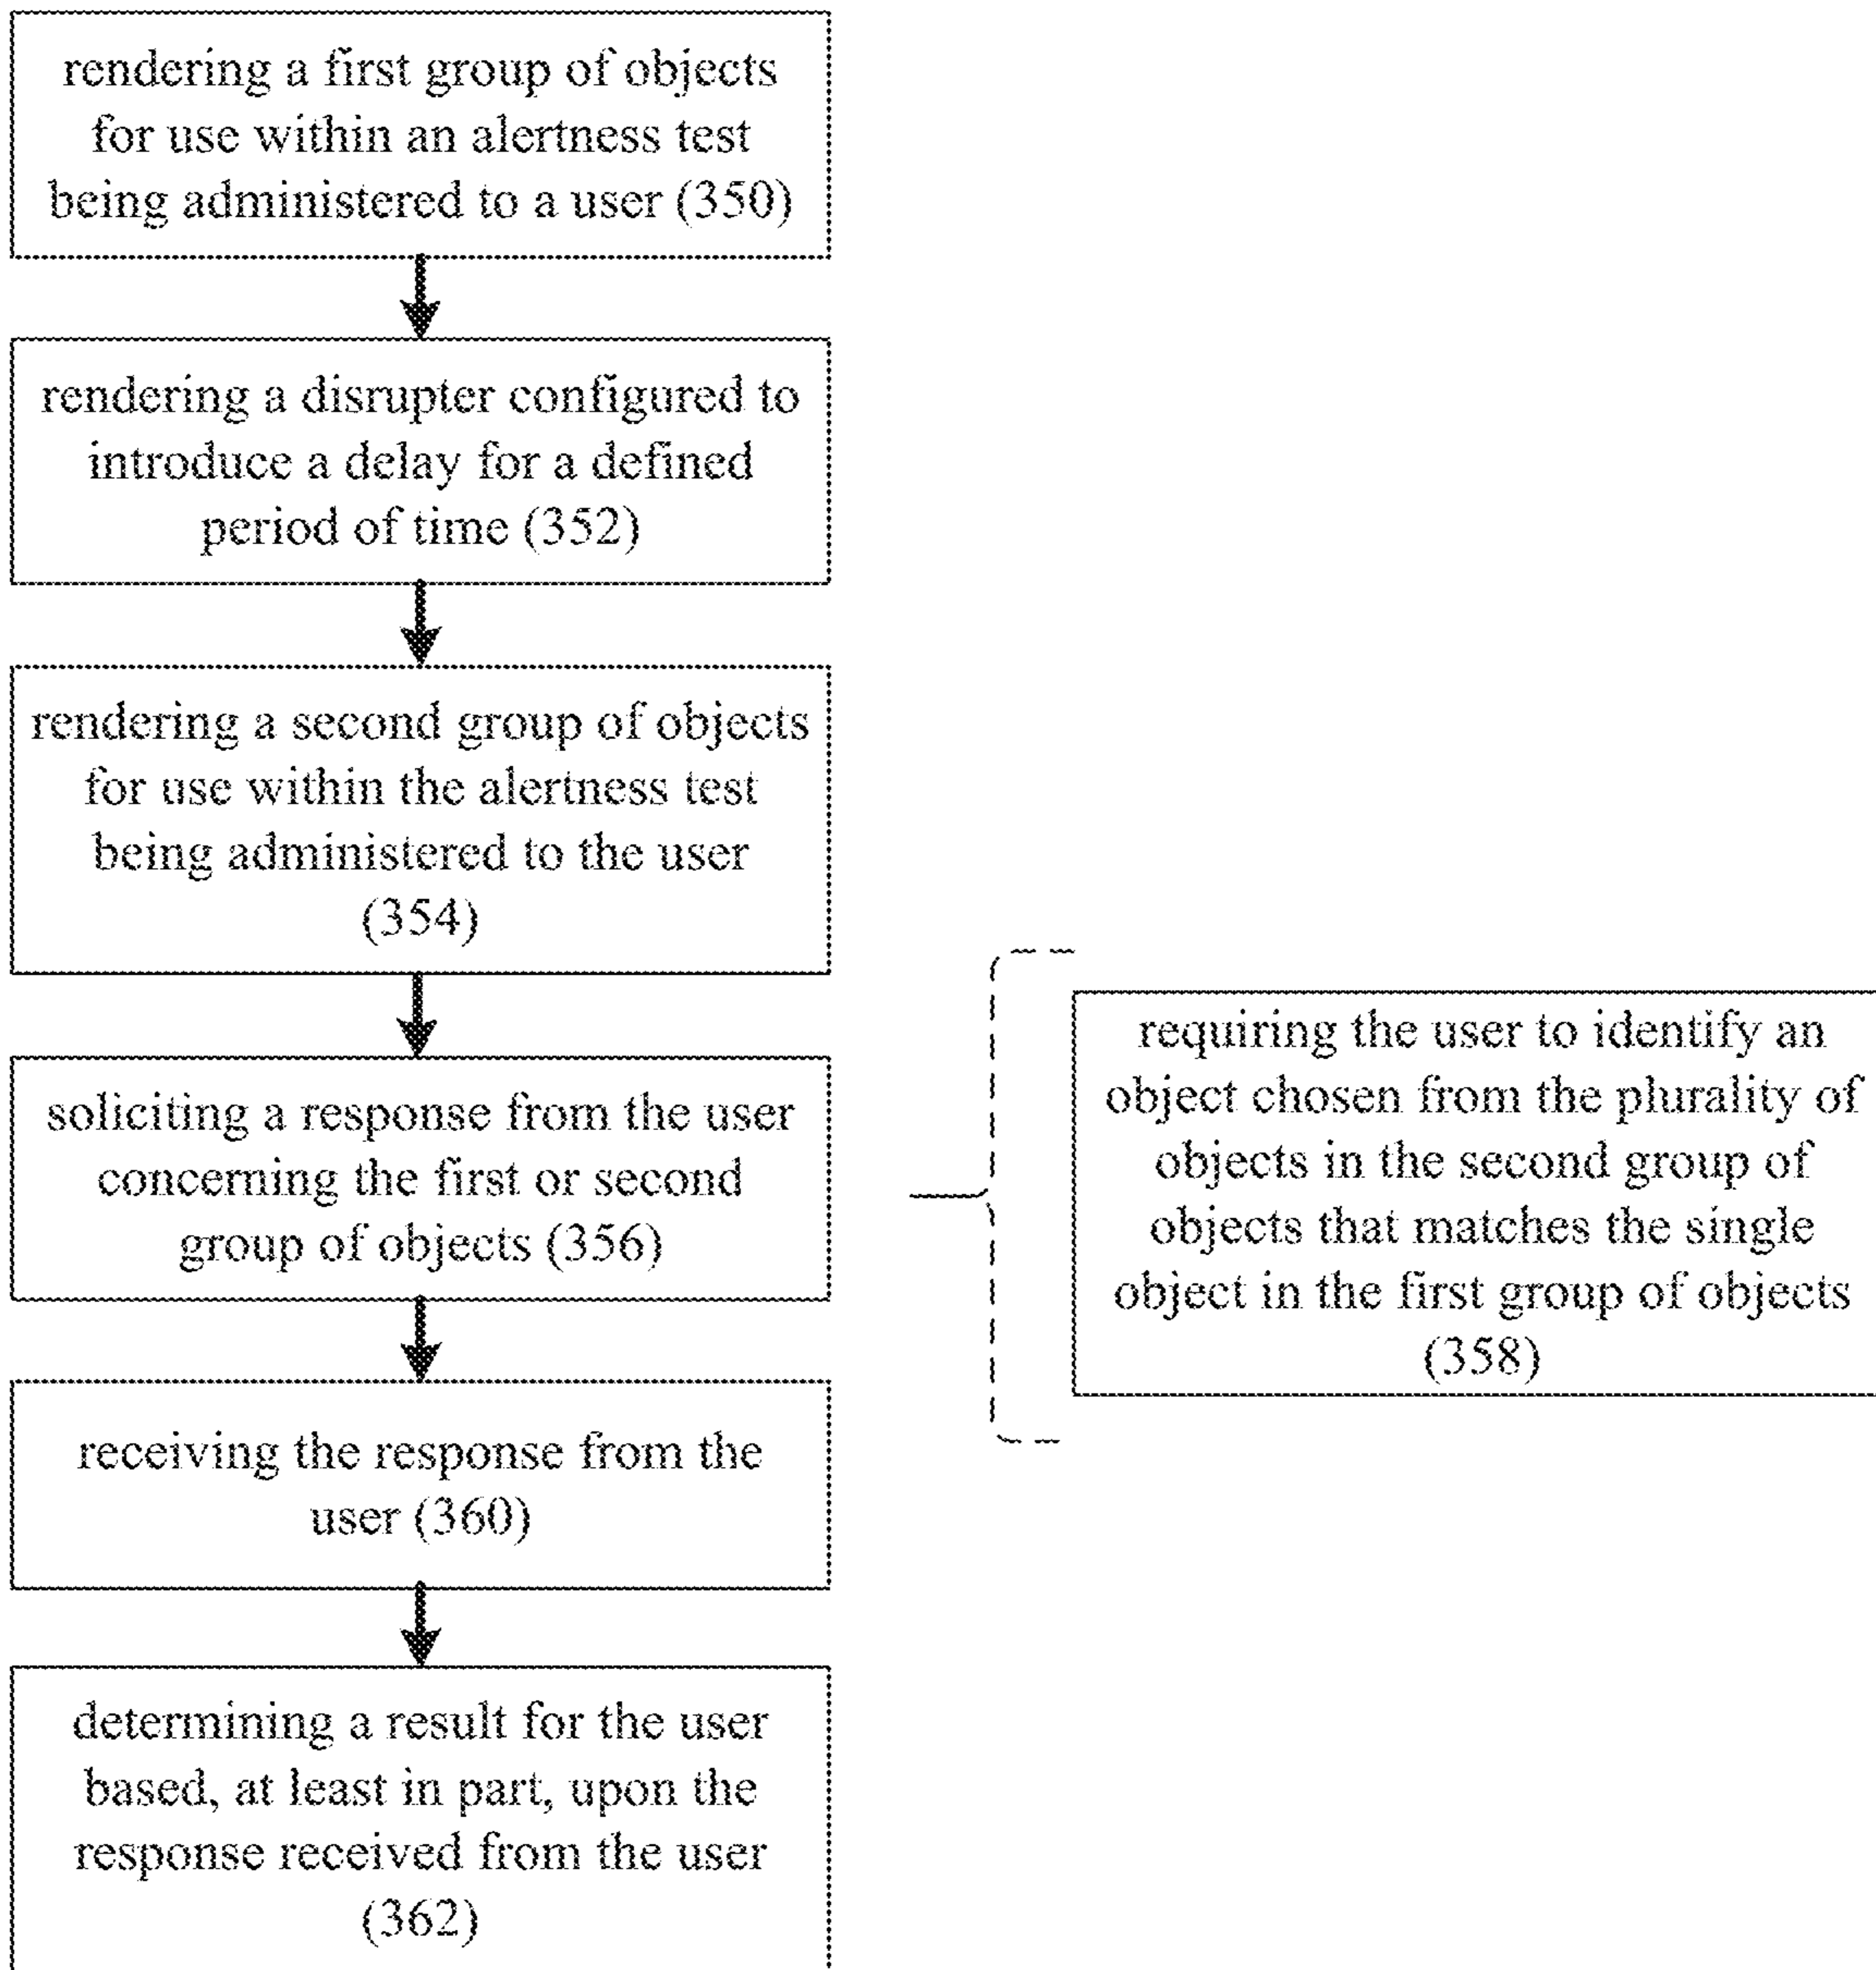 rendering a first group of objects
for use within an alertness test
being administered to a user (350)
rendering a disrupter configured to
introduce a delay for a defined
period of time (352)
rendering a second group of objects
for use within the alertness test
being administered to the user
(354)
soliciting a response from the user
concerning the first or second
group of objects (356)
requiring the user to identify an
object chosen from the plurality of
objects in the second group of
objects that matches the single
object in the first group of objects
(358)
receiving the response from the
user (360)
determining a result for the user
based, at least in part, upon the
response received from the user
(362)